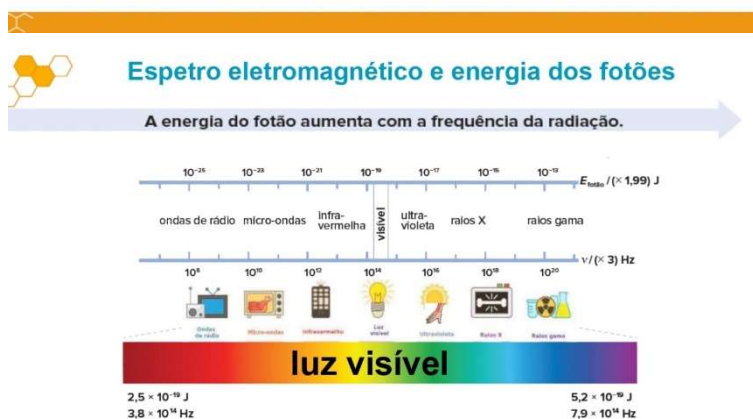 Espetro eletromagnético e energia dos fotões
A energia do fotão aumenta com a frequência da radiação.
10⁻²⁵ 10⁻²³ 10⁻²¹ 10⁻¹⁹ 10⁻¹⁷ 10⁻¹⁵ 10⁻¹³ E fotão /(× 1,99) J
ondas de rádio micro-ondas infra-vermelha visível ultra-violeta raios X raios gama
ν/(× 3) Hz
10⁸ 10¹⁰ 10¹² 10¹⁴ 10¹⁶ 10¹⁸ 10²⁰
Ondas de rádio Micro-ondas Infravermelho Luz visível Ultravioleta Raios X Raios gama
luz visível
2,5 × 10⁻¹⁹ J 5,2 × 10⁻¹⁹ J
3,8 × 10¹⁴ Hz 7,9 × 10¹⁴ Hz